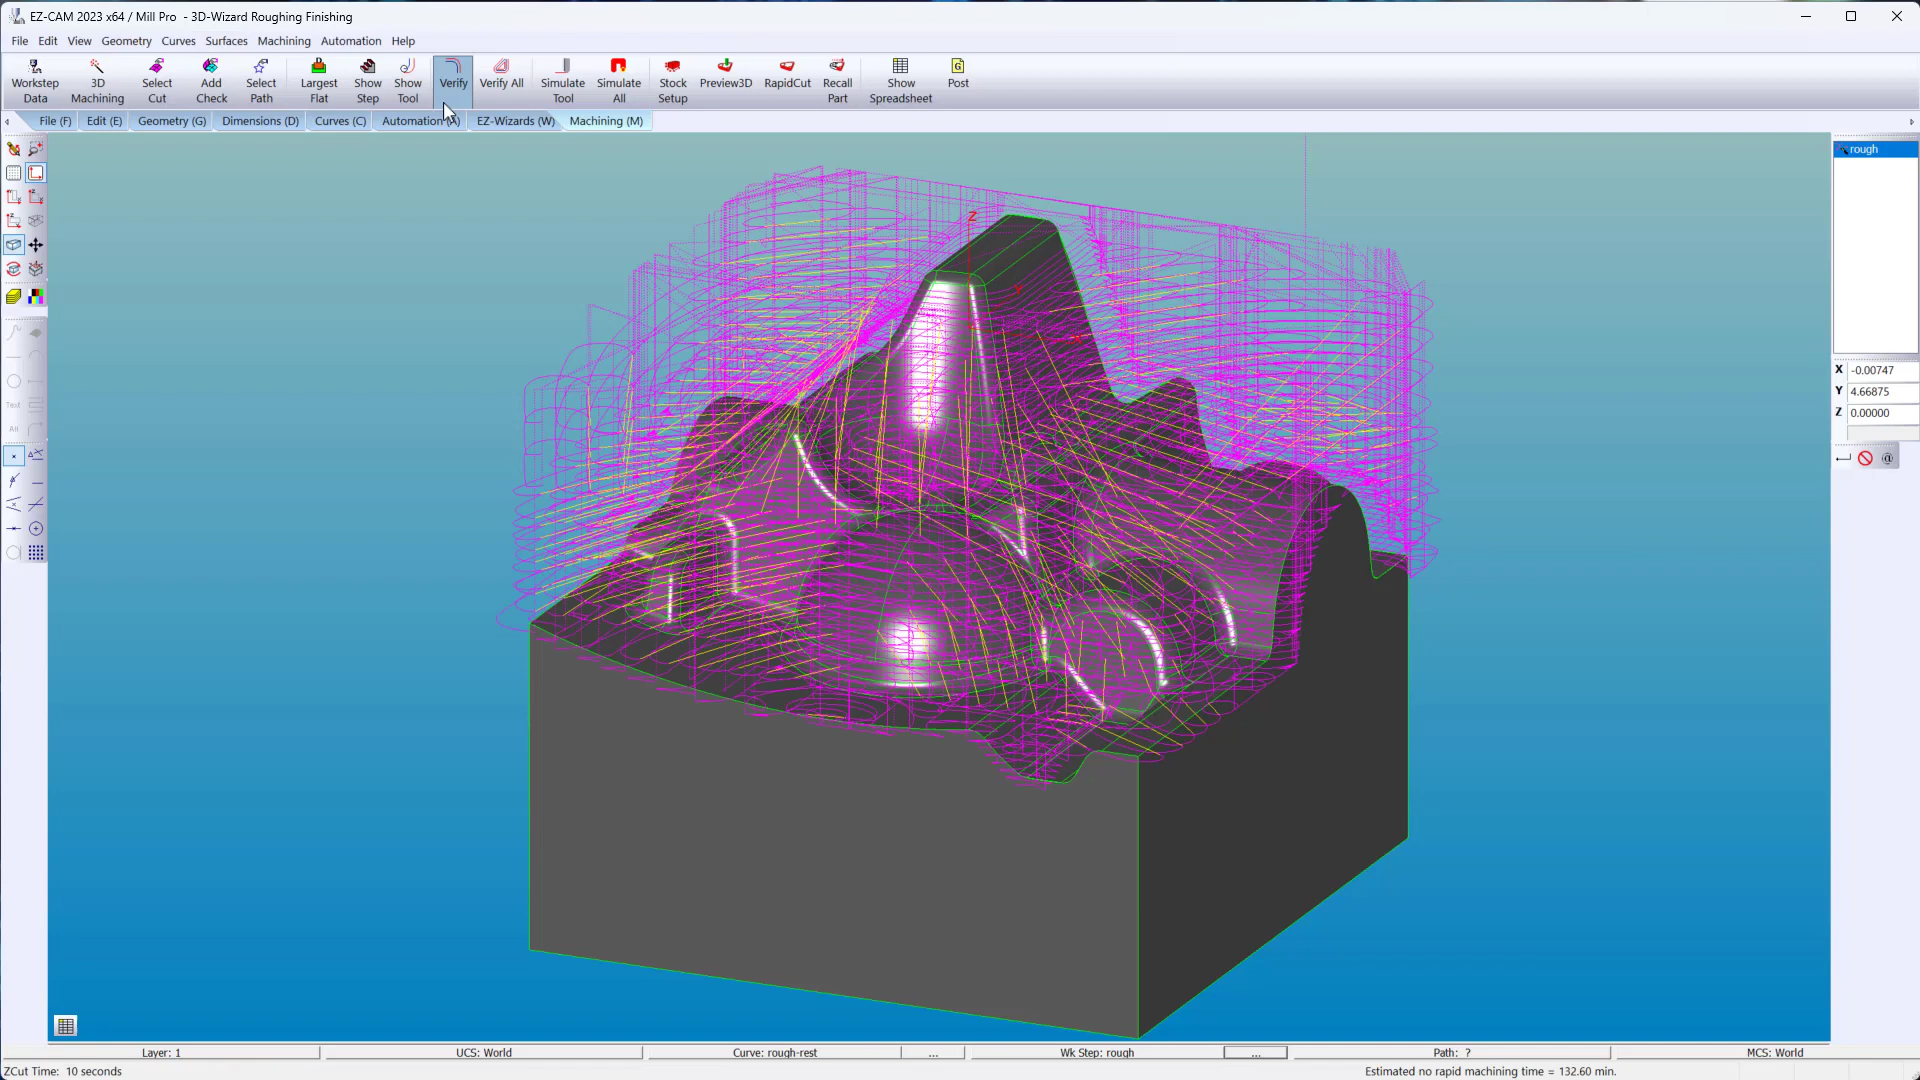 EZ-CAM 2023 x64 / Mill Pro - 3D-Wizard Roughing Finishing
File Edit View Geometry Curves Surfaces Machining Automation Help
Workstep Data
3D Machining
Select Cut
Add Check
Select Path
Largest Flat
Show Step
Show Tool
Verify
Verify All
Simulate Tool
Simulate All
Stock Setup
Preview3D
RapidCut
Recall Part
Show Spreadsheet
Post
File (F) Edit (E) Geometry (G) Dimensions (D) Curves (C) Automation (A) EZ-Wizards (W) Machining (M)
rough
Z
Y
X
X -0.00747
Y 4.66875
Z 0.00000
Text
All
Layer: 1 UCS: World Curve: rough-rest ... Wk Step: rough ... Path: ? MCS: World
ZCut Time: 10 seconds Estimated no rapid machining time = 132.60 min.